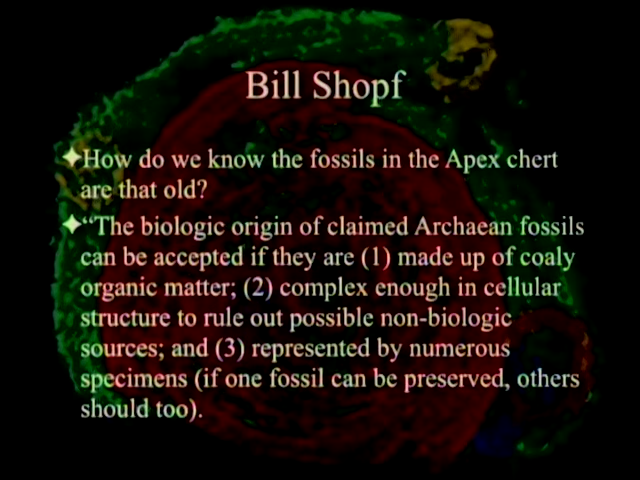 Bill Shopf
✦How do we know the fossils in the Apex chert
are that old?
✦“The biologic origin of claimed Archaean fossils
can be accepted if they are (1) made up of coaly
organic matter; (2) complex enough in cellular
structure to rule out possible non-biologic
sources; and (3) represented by numerous
specimens (if one fossil can be preserved, others
should too).